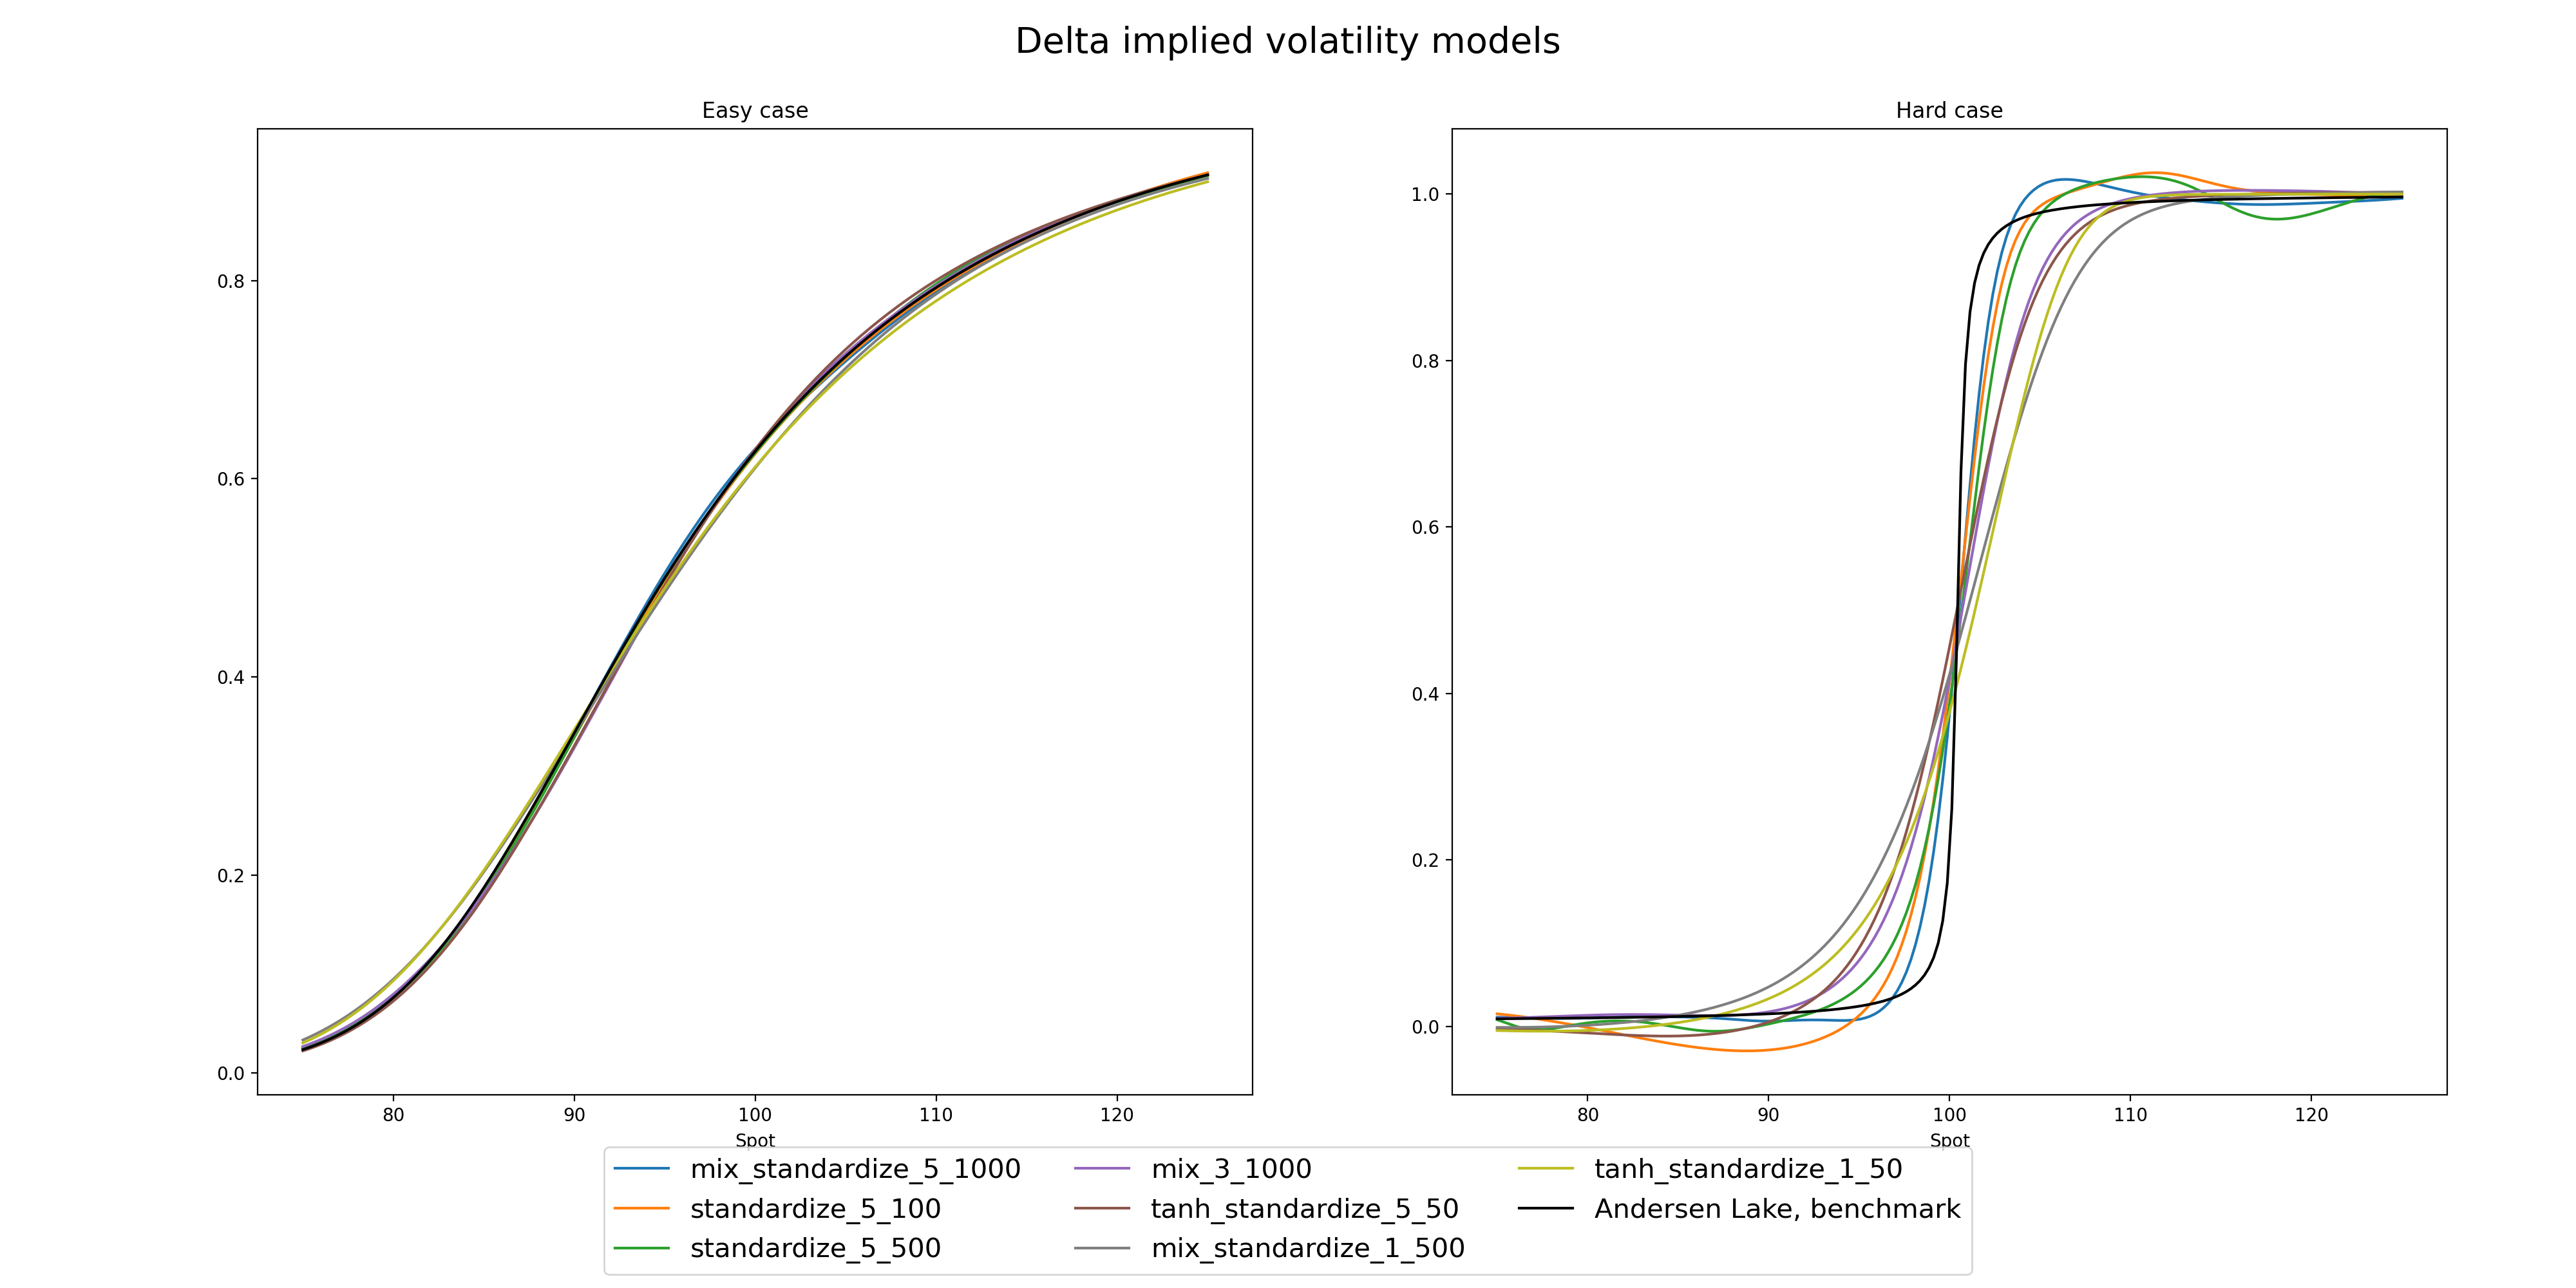 Delta implied volatility models
Easy case
0.8
0.6
0.4
0.2
0.0
80 90 100 110 120
Spot
Hard case
1.0
0.8
0.6
0.4
0.2
0.0
80 90 100 110 120
Spot
mix_standardize_5_1000
standardize_5_100
standardize_5_500
mix_3_1000
tanh_standardize_5_50
mix_standardize_1_500
tanh_standardize_1_50
Andersen Lake, benchmark